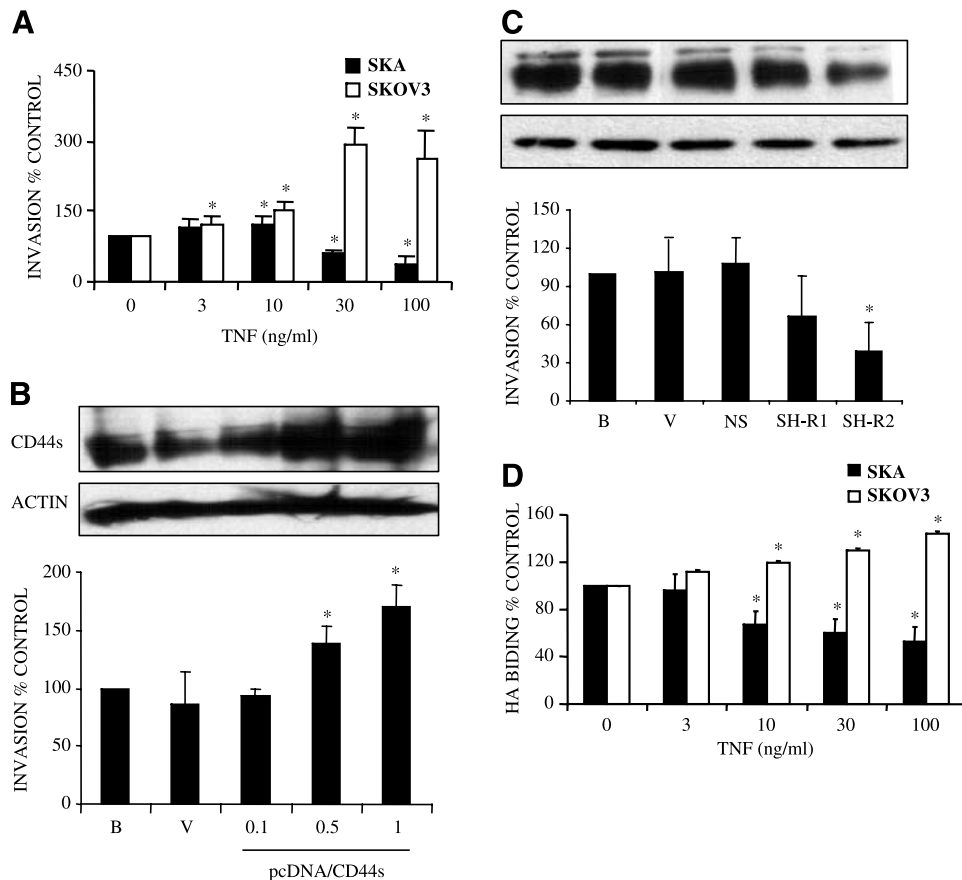 A
450
300
150
0
INVASION % CONTROL
SKA
SKOV3
*
*
*
*
*
*
*
0 3 10 30 100
TNF (ng/ml)
B
CD44s
ACTIN
200
150
100
50
0
INVASION % CONTROL
*
*
B V 0.1 0.5 1
pcDNA/CD44s
C
150
120
90
60
30
0
INVASION % CONTROL
*
B V NS SH-R1 SH-R2
D
SKA
SKOV3
160
120
80
40
0
HA BIDING % CONTROL
*
*
*
*
*
*
0 3 10 30 100
TNF (ng/ml)